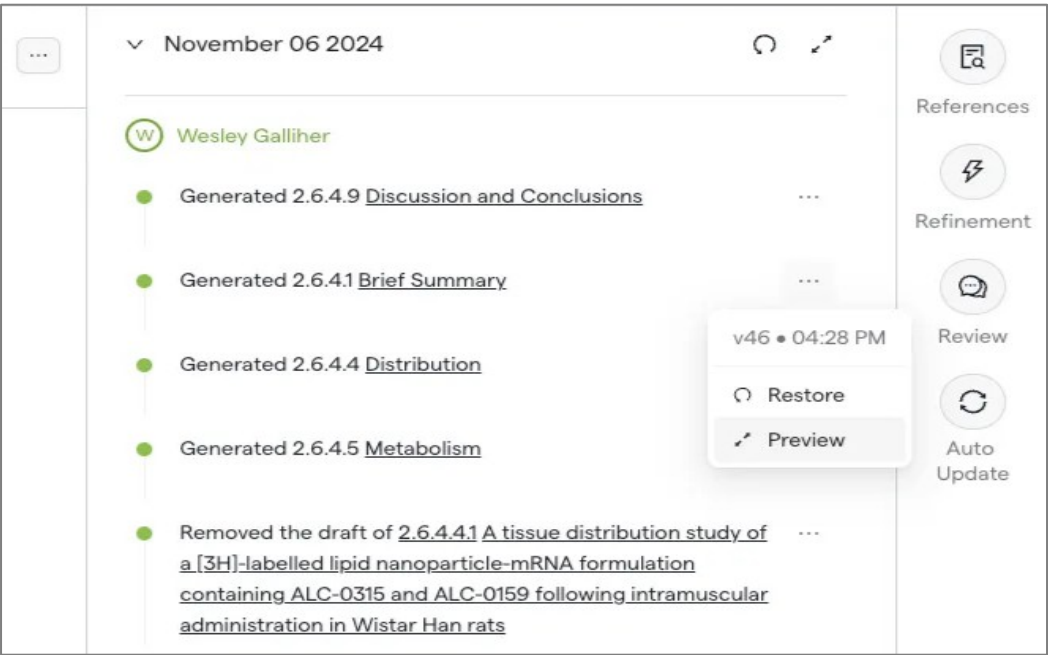 ...
November 06 2024
W Wesley Galliher
Generated 2.6.4.9 Discussion and Conclusions ...
Generated 2.6.4.1 Brief Summary ...
v46 • 04:28 PM
Restore
Preview
Generated 2.6.4.4 Distribution
Generated 2.6.4.5 Metabolism
Removed the draft of 2.6.4.4.1 A tissue distribution study of ...
a [3H]-labelled lipid nanoparticle-mRNA formulation
containing ALC-0315 and ALC-0159 following intramuscular
administration in Wistar Han rats
References
Refinement
Review
Auto
Update